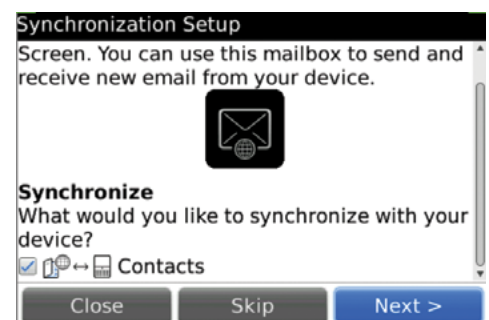 Synchronization Setup
Screen. You can use this mailbox to send and
receive new email from your device.
Synchronize
What would you like to synchronize with your
device?
Contacts
Close Skip Next >